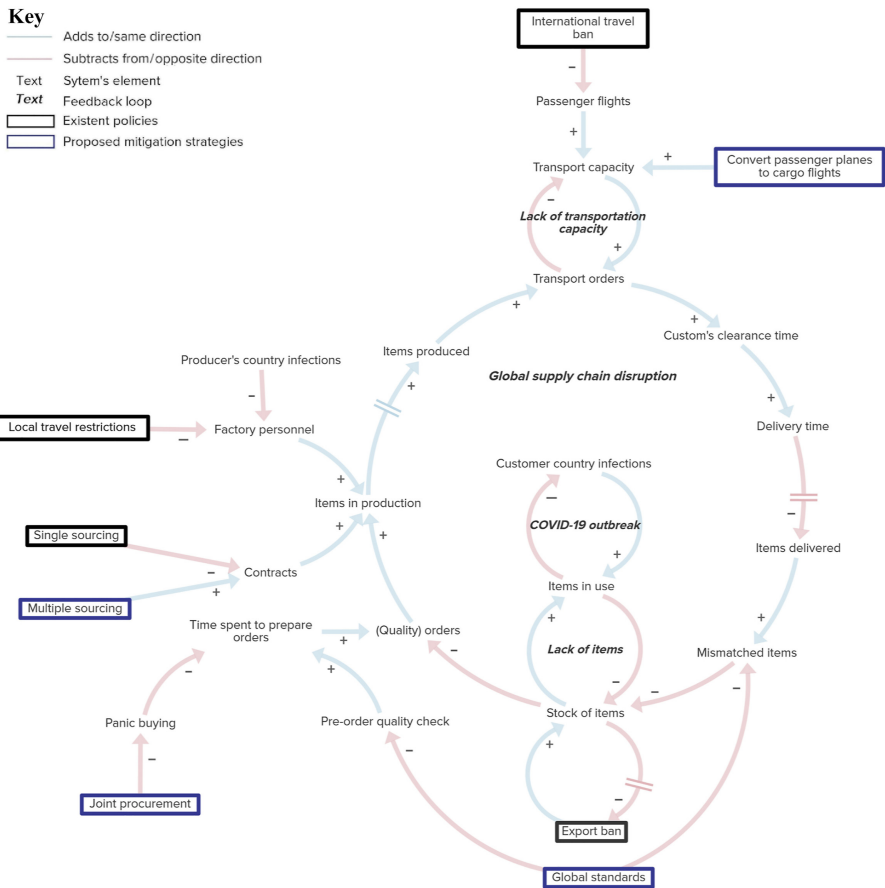 Key
Adds to/same direction
Subtracts from/opposite direction
Text Sytem's element
Text Feedback loop
Existent policies
Proposed mitigation strategies
International travel
ban
−
Passenger flights
+
Transport capacity
+
Convert passenger planes
to cargo flights
−
Lack of transportation
capacity
+
Transport orders
+
+
Custom's clearance time
Items produced
Producer's country infections
Global supply chain disruption
+
+
−
Local travel restrictions
−
Factory personnel
Delivery time
Customer country infections
+
−
Items in production
−
+
+
COVID-19 outbreak
Single sourcing
+
Items delivered
−
Contracts
+
Items in use
Multiple sourcing
+
+
Time spent to prepare
orders
+
(Quality) orders
−
Lack of items
Mismatched items
−
+
−
−
−
Stock of items
Panic buying
Pre-order quality check
−
+
−
−
Joint procurement
Export ban
Global standards